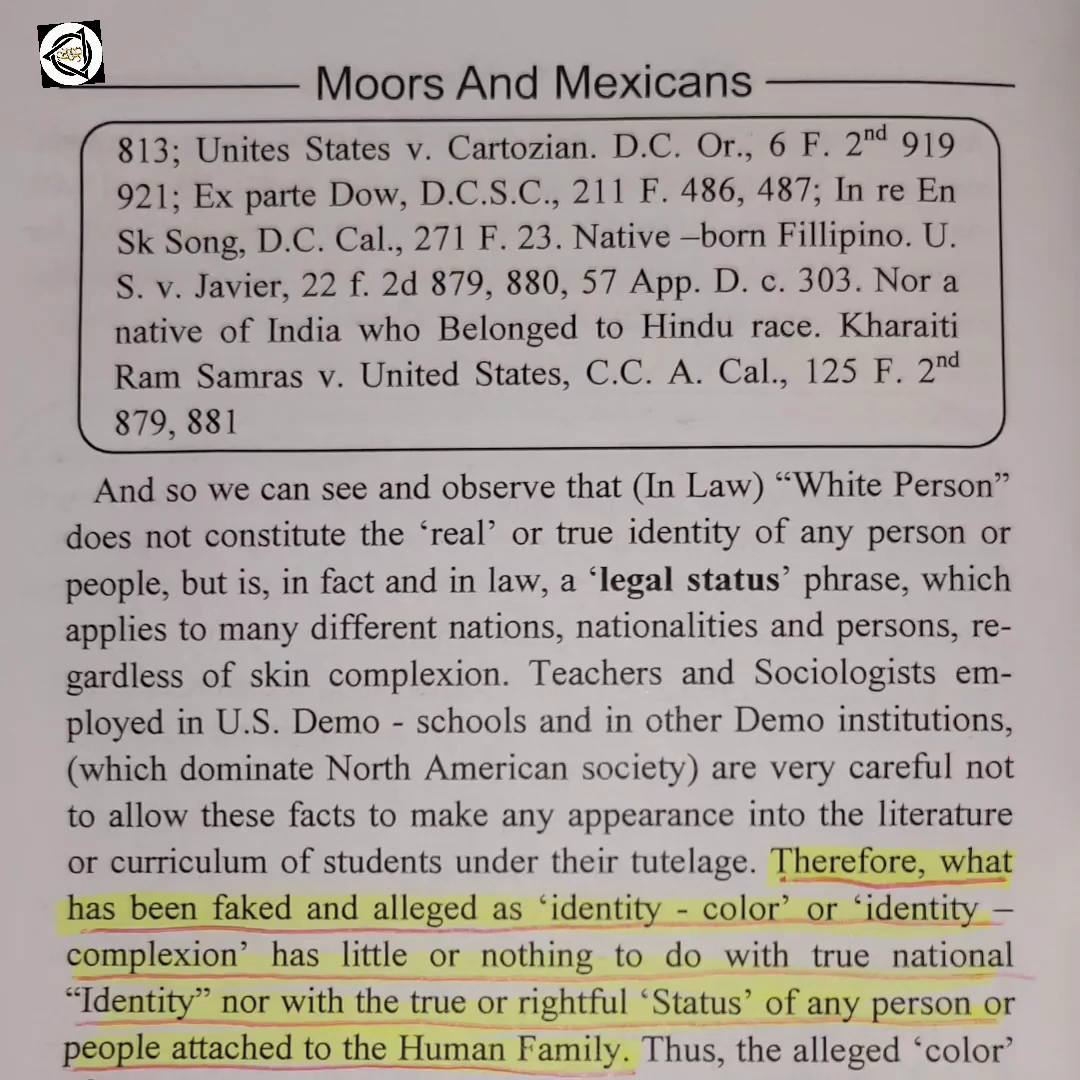 Moors And Mexicans
813; Unites States v. Cartozian. D.C. Or., 6 F. 2nd 919
921; Ex parte Dow, D.C.S.C., 211 F. 486, 487; In re En
Sk Song, D.C. Cal., 271 F. 23. Native –born Fillipino. U.
S. v. Javier, 22 f. 2d 879, 880, 57 App. D. c. 303. Nor a
native of India who Belonged to Hindu race. Kharaiti
Ram Samras v. United States, C.C. A. Cal., 125 F. 2nd
879, 881
And so we can see and observe that (In Law) “White Person”
does not constitute the ‘real’ or true identity of any person or
people, but is, in fact and in law, a ‘legal status’ phrase, which
applies to many different nations, nationalities and persons, re-
gardless of skin complexion. Teachers and Sociologists em-
ployed in U.S. Demo - schools and in other Demo institutions,
(which dominate North American society) are very careful not
to allow these facts to make any appearance into the literature
or curriculum of students under their tutelage. Therefore, what
has been faked and alleged as ‘identity - color’ or ‘identity –
complexion’ has little or nothing to do with true national
“Identity” nor with the true or rightful ‘Status’ of any person or
people attached to the Human Family. Thus, the alleged ‘color’